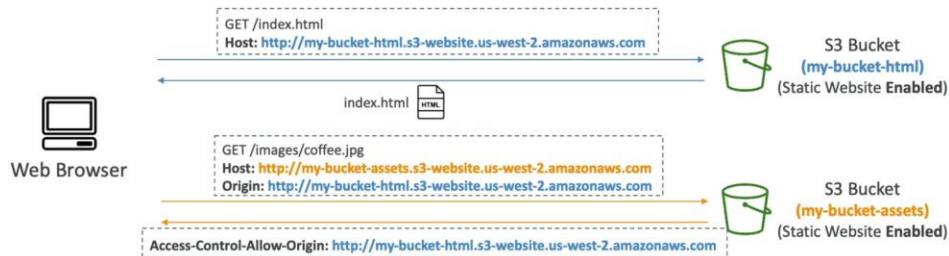 GET /index.html
Host: http://my-bucket-html.s3-website.us-west-2.amazonaws.com
S3 Bucket
(my-bucket-html)
(Static Website Enabled)
index.html
HTML
Web Browser
GET /images/coffee.jpg
Host: http://my-bucket-assets.s3-website.us-west-2.amazonaws.com
Origin: http://my-bucket-html.s3-website.us-west-2.amazonaws.com
S3 Bucket
(my-bucket-assets)
(Static Website Enabled)
Access-Control-Allow-Origin: http://my-bucket-html.s3-website.us-west-2.amazonaws.com